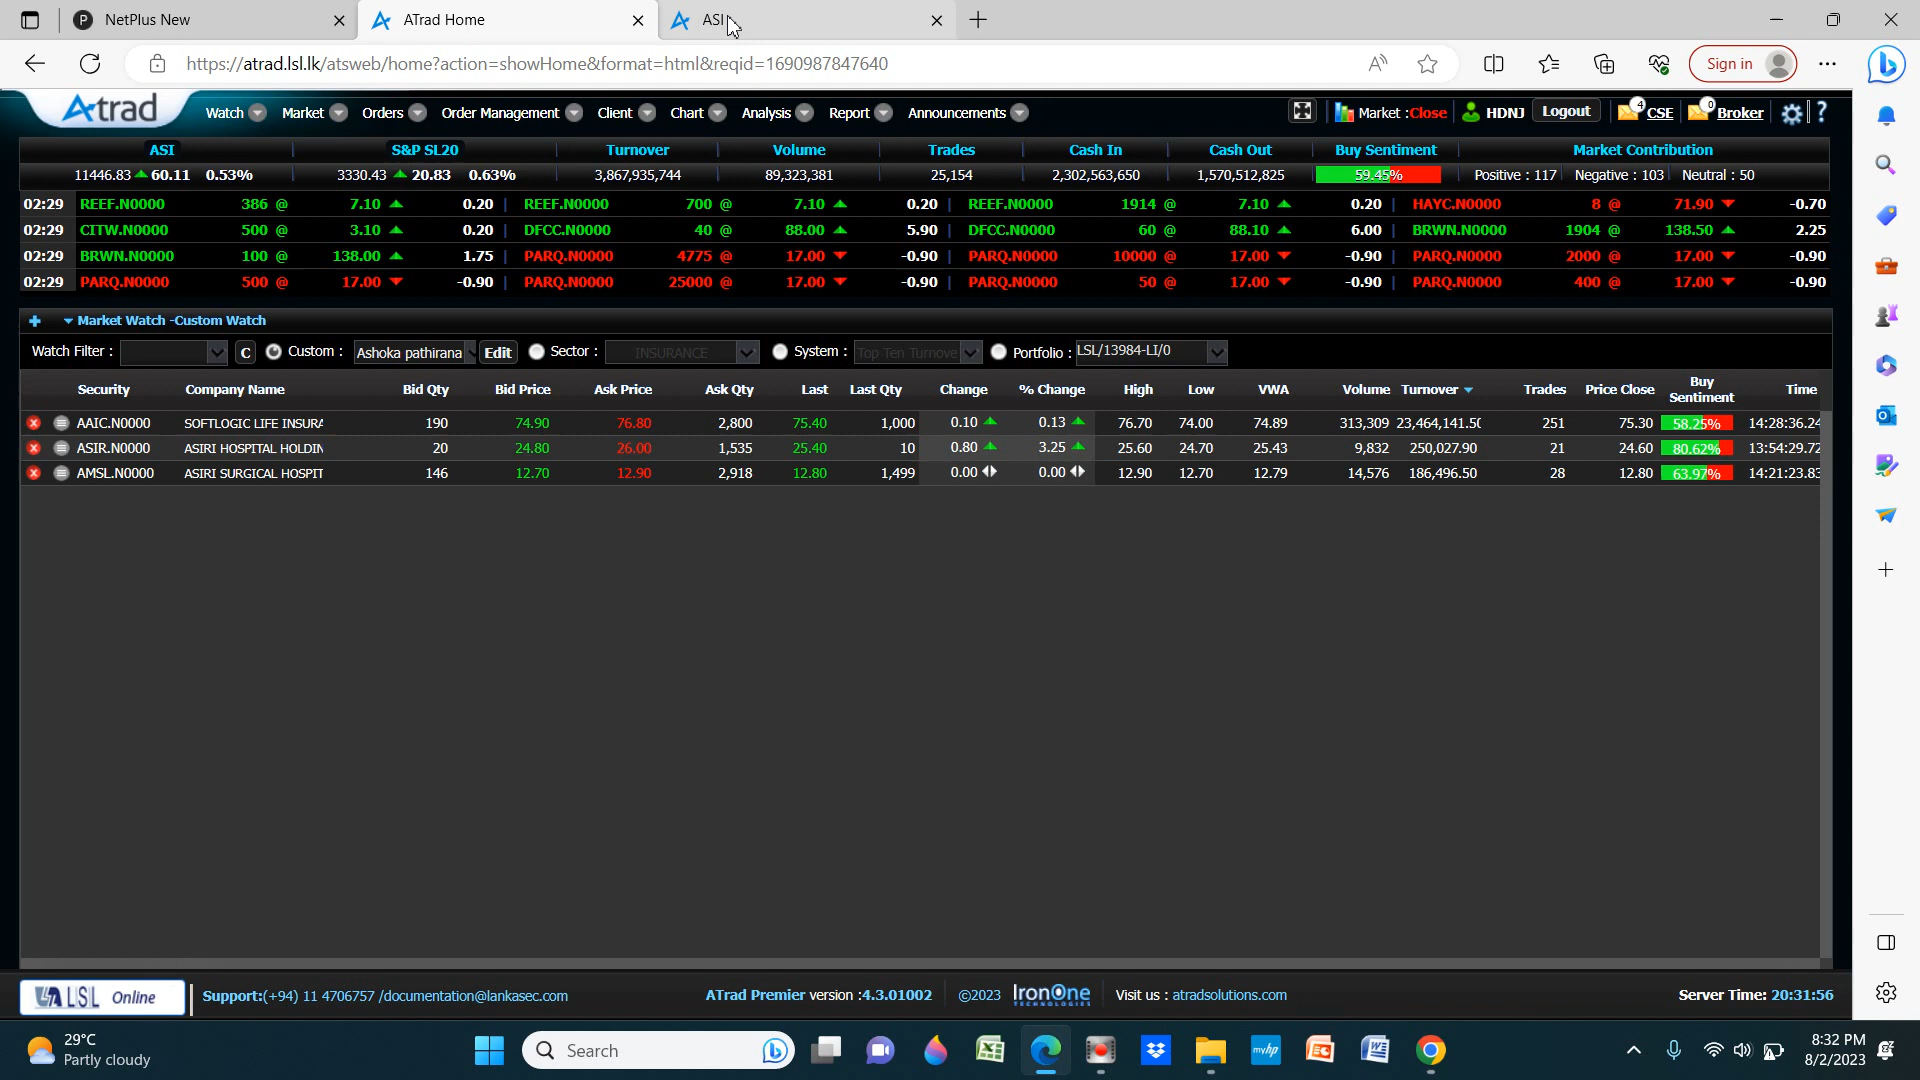 NetPlus New
ATrad Home
ASI
https://atrad.lsl.lk/atsweb/home?action=showHome&format=html&reqid=1690987847640
Sign in
Atrad
Watch Market Orders Order Management Client Chart Analysis Report Announcements
Market :Close HDNJ Logout 4 CSE 0 Broker ?
ASI S&P SL20 Turnover Volume Trades Cash In Cash Out Buy Sentiment Market Contribution
11446.83 60.11 0.53% 3330.43 20.83 0.63% 3,867,935,744 89,323,381 25,154 2,302,563,650 1,570,512,825 59.45% Positive : 117 Negative : 103 Neutral : 50
02:29 REEF.N0000 386 @ 7.10 0.20 REEF.N0000 700 @ 7.10 0.20 REEF.N0000 1914 @ 7.10 0.20 HAYC.N0000 8 @ 71.90 -0.70
02:29 CITW.N0000 500 @ 3.10 0.20 DFCC.N0000 40 @ 88.00 5.90 DFCC.N0000 60 @ 88.10 6.00 BRWN.N0000 1904 @ 138.50 2.25
02:29 BRWN.N0000 100 @ 138.00 1.75 PARQ.N0000 4775 @ 17.00 -0.90 PARQ.N0000 10000 @ 17.00 -0.90 PARQ.N0000 2000 @ 17.00 -0.90
02:29 PARQ.N0000 500 @ 17.00 -0.90 PARQ.N0000 25000 @ 17.00 -0.90 PARQ.N0000 50 @ 17.00 -0.90 PARQ.N0000 400 @ 17.00 -0.90
Market Watch -Custom Watch
Watch Filter : C Custom : Ashoka pathirana Edit Sector : INSURANCE System : Top Ten Turnove Portfolio : LSL/13984-LI/0
Security Company Name Bid Qty Bid Price Ask Price Ask Qty Last Last Qty Change % Change High Low VWA Volume Turnover Trades Price Close Buy Sentiment Time
AAIC.N0000 SOFTLOGIC LIFE INSURA 190 74.90 76.80 2,800 75.40 1,000 0.10 0.13 76.70 74.00 74.89 313,309 23,464,141.50 251 75.30 58.25% 14:28:36.24
ASIR.N0000 ASIRI HOSPITAL HOLDIN 20 24.80 26.00 1,535 25.40 10 0.80 3.25 25.60 24.70 25.43 9,832 250,027.90 21 24.60 80.62% 13:54:29.72
AMSL.N0000 ASIRI SURGICAL HOSPIT 146 12.70 12.90 2,918 12.80 1,499 0.00 0.00 12.90 12.70 12.79 14,576 186,496.50 28 12.80 63.97% 14:21:23.83
LSL Online Support:(+94) 11 4706757 /documentation@lankasec.com ATrad Premier version :4.3.01002 ©2023 IronOne TECHNOLOGIES Visit us : atradsolutions.com Server Time: 20:31:56
29°C
Partly cloudy
Search
myhp
8:32 PM
8/2/2023